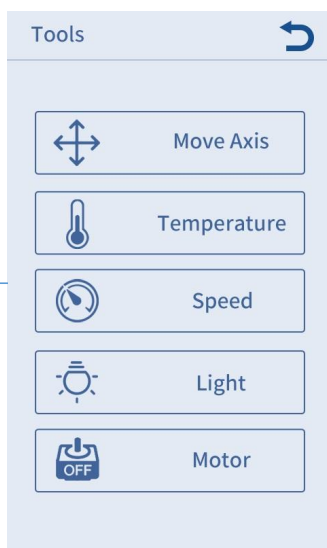 Tools
Move Axis
Temperature
Speed
Light
OFF
Motor